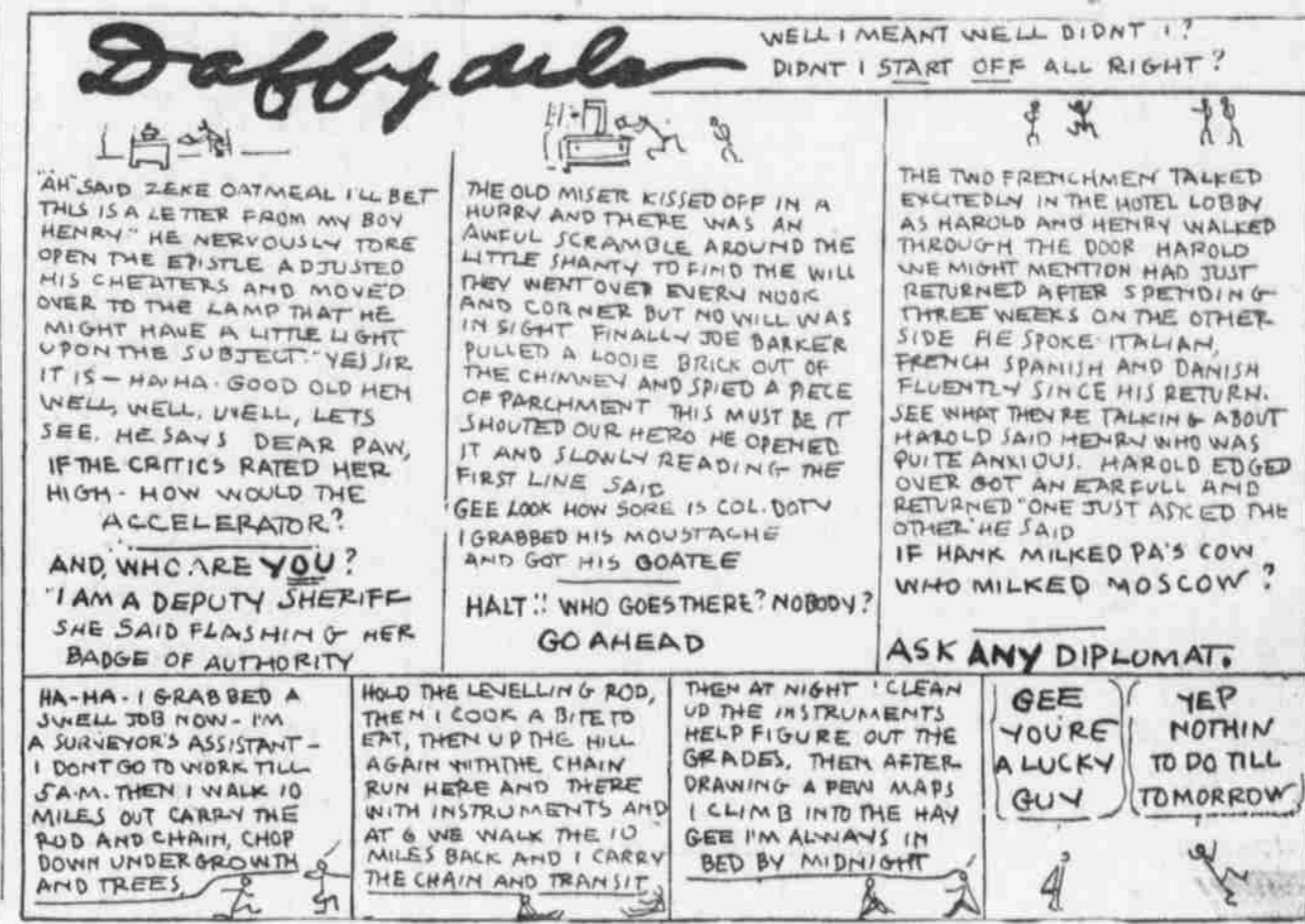 Daffydils
WELL I MEANT WELL DIDNT I?
DIDNT I START OFF ALL RIGHT?
"AH" SAID ZEKE OATMEAL I'LL BET
THIS IS A LETTER FROM MY BOY
HENRY." HE NERVOUSLY TORE
OPEN THE EPISTLE ADJUSTED
HIS CHEATERS AND MOVED
OVER TO THE LAMP THAT HE
MIGHT HAVE A LITTLE LIGHT
UPON THE SUBJECT. "YES SIR
IT IS – HA. HA. GOOD OLD HEN
WELL, WELL, WELL, LETS
SEE. HE SAYS DEAR PAW,
IF THE CRITICS RATED HER
HIGH - HOW WOULD THE
ACCELERATOR?
AND, WHO ARE YOU?
"I AM A DEPUTY SHERIFF
SHE SAID FLASHING HER
BADGE OF AUTHORITY
THE OLD MISER KISSED OFF IN A
HURRY AND THERE WAS AN
AWFUL SCRAMBLE AROUND THE
LITTLE SHANTY TO FIND THE WILL
THEY WENT OVER EVERY NOOK
AND CORNER BUT NO WILL WAS
IN SIGHT FINALLY JOE BARKER
PULLED A LOOSE BRICK OUT OF
THE CHIMNEY AND SPIED A PIECE
OF PARCHMENT THIS MUST BE IT
SHOUTED OUR HERO HE OPENED
IT AND SLOWLY READING THE
FIRST LINE SAID
GEE LOOK HOW SORE IS COL. DOTY
I GRABBED HIS MOUSTACHE
AND GOT HIS GOATEE
HALT!! WHO GOES THERE? NOBODY?
GO AHEAD
THE TWO FRENCHMEN TALKED
EXCITEDLY IN THE HOTEL LOBBY
AS HAROLD AND HENRY WALKED
THROUGH THE DOOR HAROLD
WE MIGHT MENTION HAD JUST
RETURNED AFTER SPENDING
THREE WEEKS ON THE OTHER
SIDE HE SPOKE ITALIAN,
FRENCH SPANISH AND DANISH
FLUENTLY SINCE HIS RETURN.
SEE WHAT THEY RE TALKING ABOUT
HAROLD SAID HENRY WHO WAS
QUITE ANXIOUS. HAROLD EDGED
OVER GOT AN EARFULL AND
RETURNED "ONE JUST ASKED THE
OTHER" HE SAID
IF HANK MILKED PA'S COW
WHO MILKED MOSCOW?
ASK ANY DIPLOMAT.
HA-HA- I GRABBED A
SWELL JOB NOW - I'M
A SURVEYOR'S ASSISTANT –
I DONT GO TO WORK TILL
5 A.M. THEN I WALK 10
MILES OUT CARRY THE
ROD AND CHAIN, CHOP
DOWN UNDERGROWTH
AND TREES,
HOLD THE LEVELLING ROD,
THEN I COOK A BITE TO
EAT, THEN UP THE HILL
AGAIN WITH THE CHAIN
RUN HERE AND THERE
WITH INSTRUMENTS AND
AT 6 WE WALK THE 10
MILES BACK AND I CARRY
THE CHAIN AND TRANSIT
THEN AT NIGHT I CLEAN
UP THE INSTRUMENTS
HELP FIGURE OUT THE
GRADES, THEN AFTER
DRAWING A FEW MAPS
I CLIMB INTO THE HAY
GEE I'M ALWAYS IN
BED BY MIDNIGHT
GEE
YOU'RE
A LUCKY
GUY
YEP
NOTHIN
TO DO TILL
TOMORROW